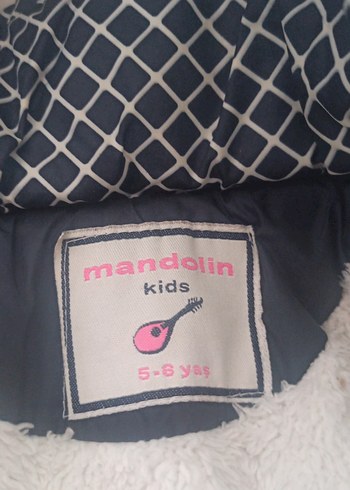 mandolin
kids
5-6 yaş